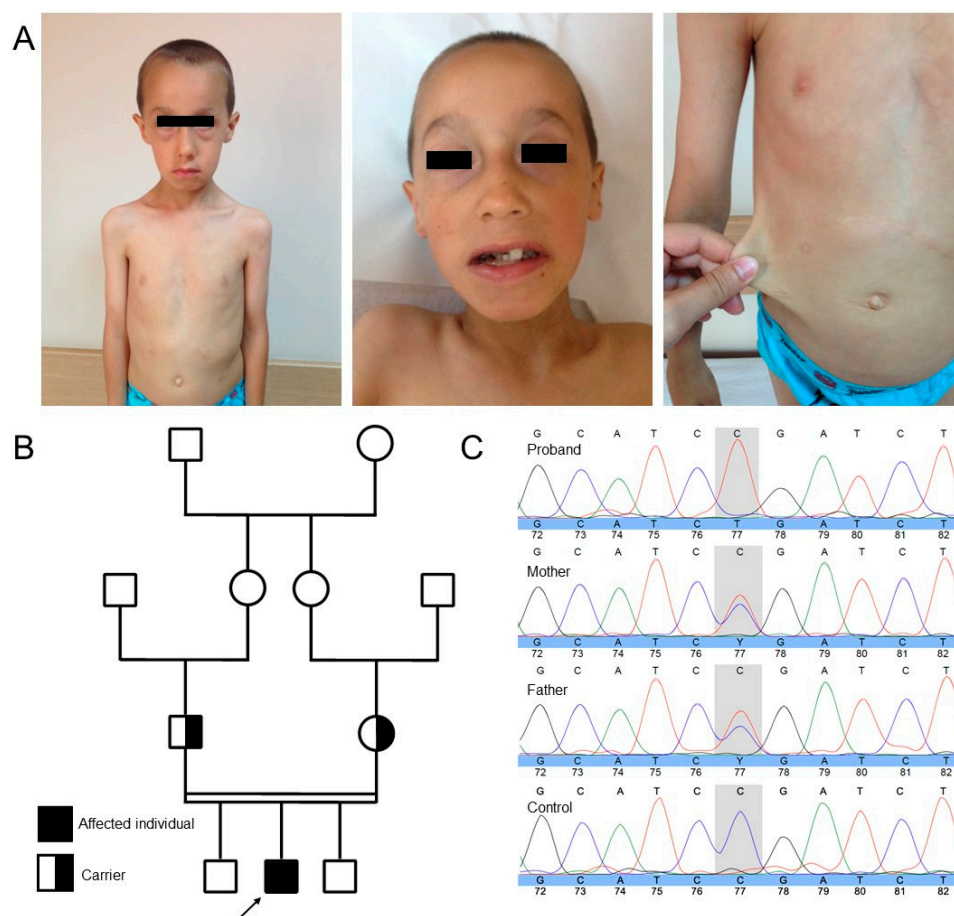 A
B
Affected individual
Carrier
C
G C A T C C G A T C T
Proband
G C A T C T G A T C T
72 73 74 75 76 77 78 79 80 81 82
G C A T C C G A T C T
Mother
G C A T C Y G A T C T
72 73 74 75 76 77 78 79 80 81 82
G C A T C C G A T C T
Father
G C A T C Y G A T C T
72 73 74 75 76 77 78 79 80 81 82
G C A T C C G A T C T
Control
G C A T C C G A T C T
72 73 74 75 76 77 78 79 80 81 82